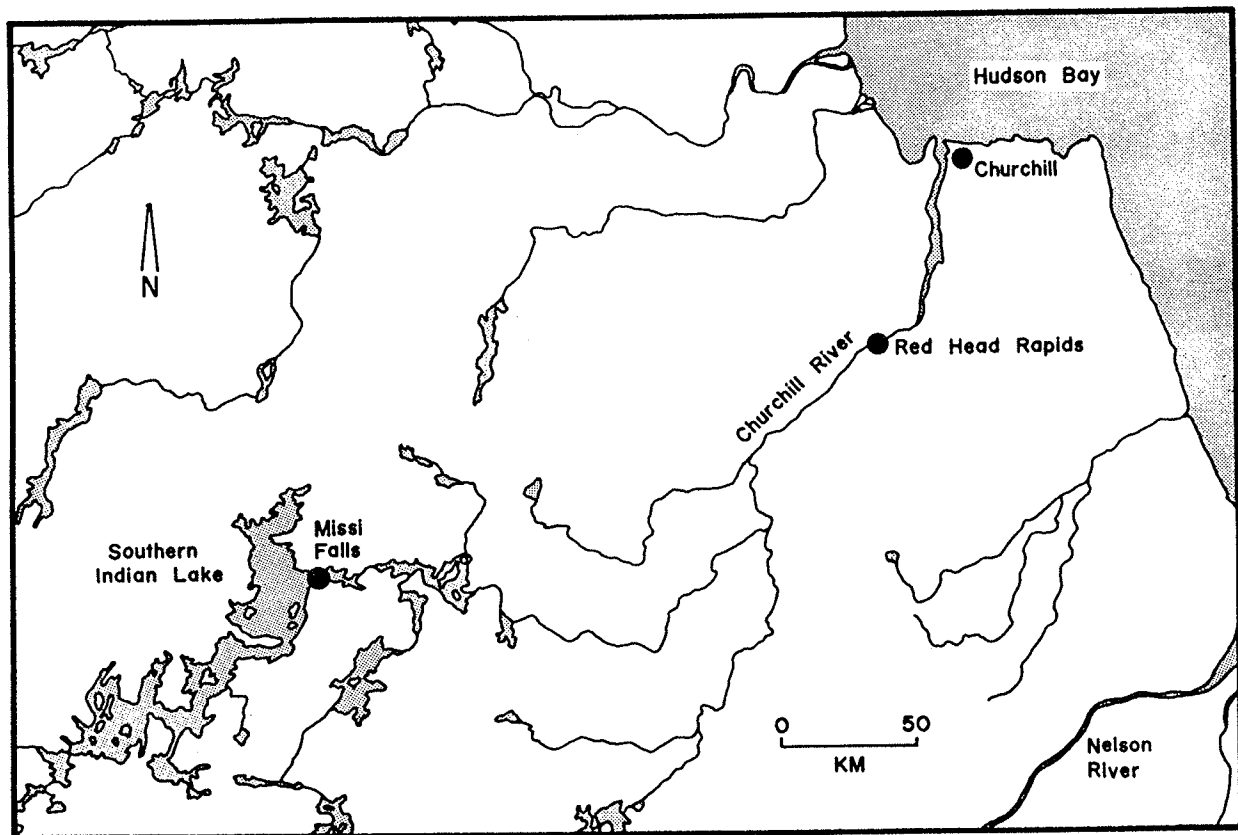 Hudson Bay
Churchill
N
Red Head Rapids
Churchill River
Missi
Falls
Southern
Indian Lake
0 50
KM
Nelson
River